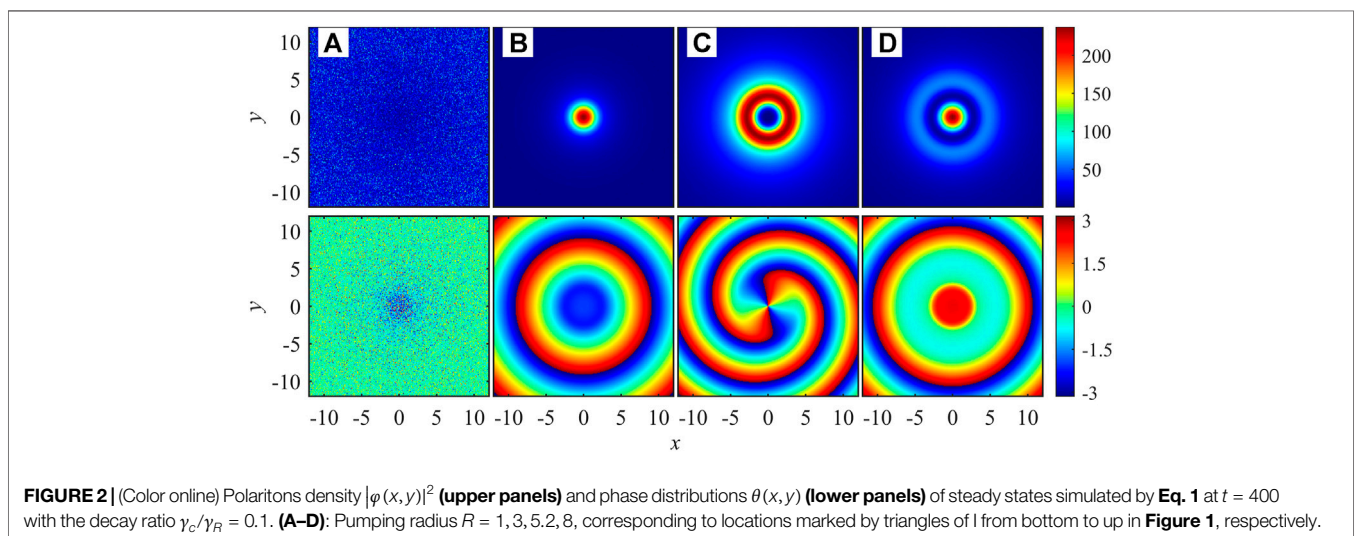 A B C D
10
5
0
-5
-10
y
200
150
100
50
10
5
0
-5
-10
y
3
1.5
0
-1.5
-3
-10 -5 0 5 10 -10 -5 0 5 10 -10 -5 0 5 10 -10 -5 0 5 10
x
FIGURE 2 | (Color online) Polaritons density |φ(x, y)|² (upper panels) and phase distributions θ(x, y) (lower panels) of steady states simulated by Eq. 1 at t = 400
with the decay ratio γc/γR = 0.1. (A–D): Pumping radius R = 1, 3, 5.2, 8, corresponding to locations marked by triangles of I from bottom to up in Figure 1, respectively.